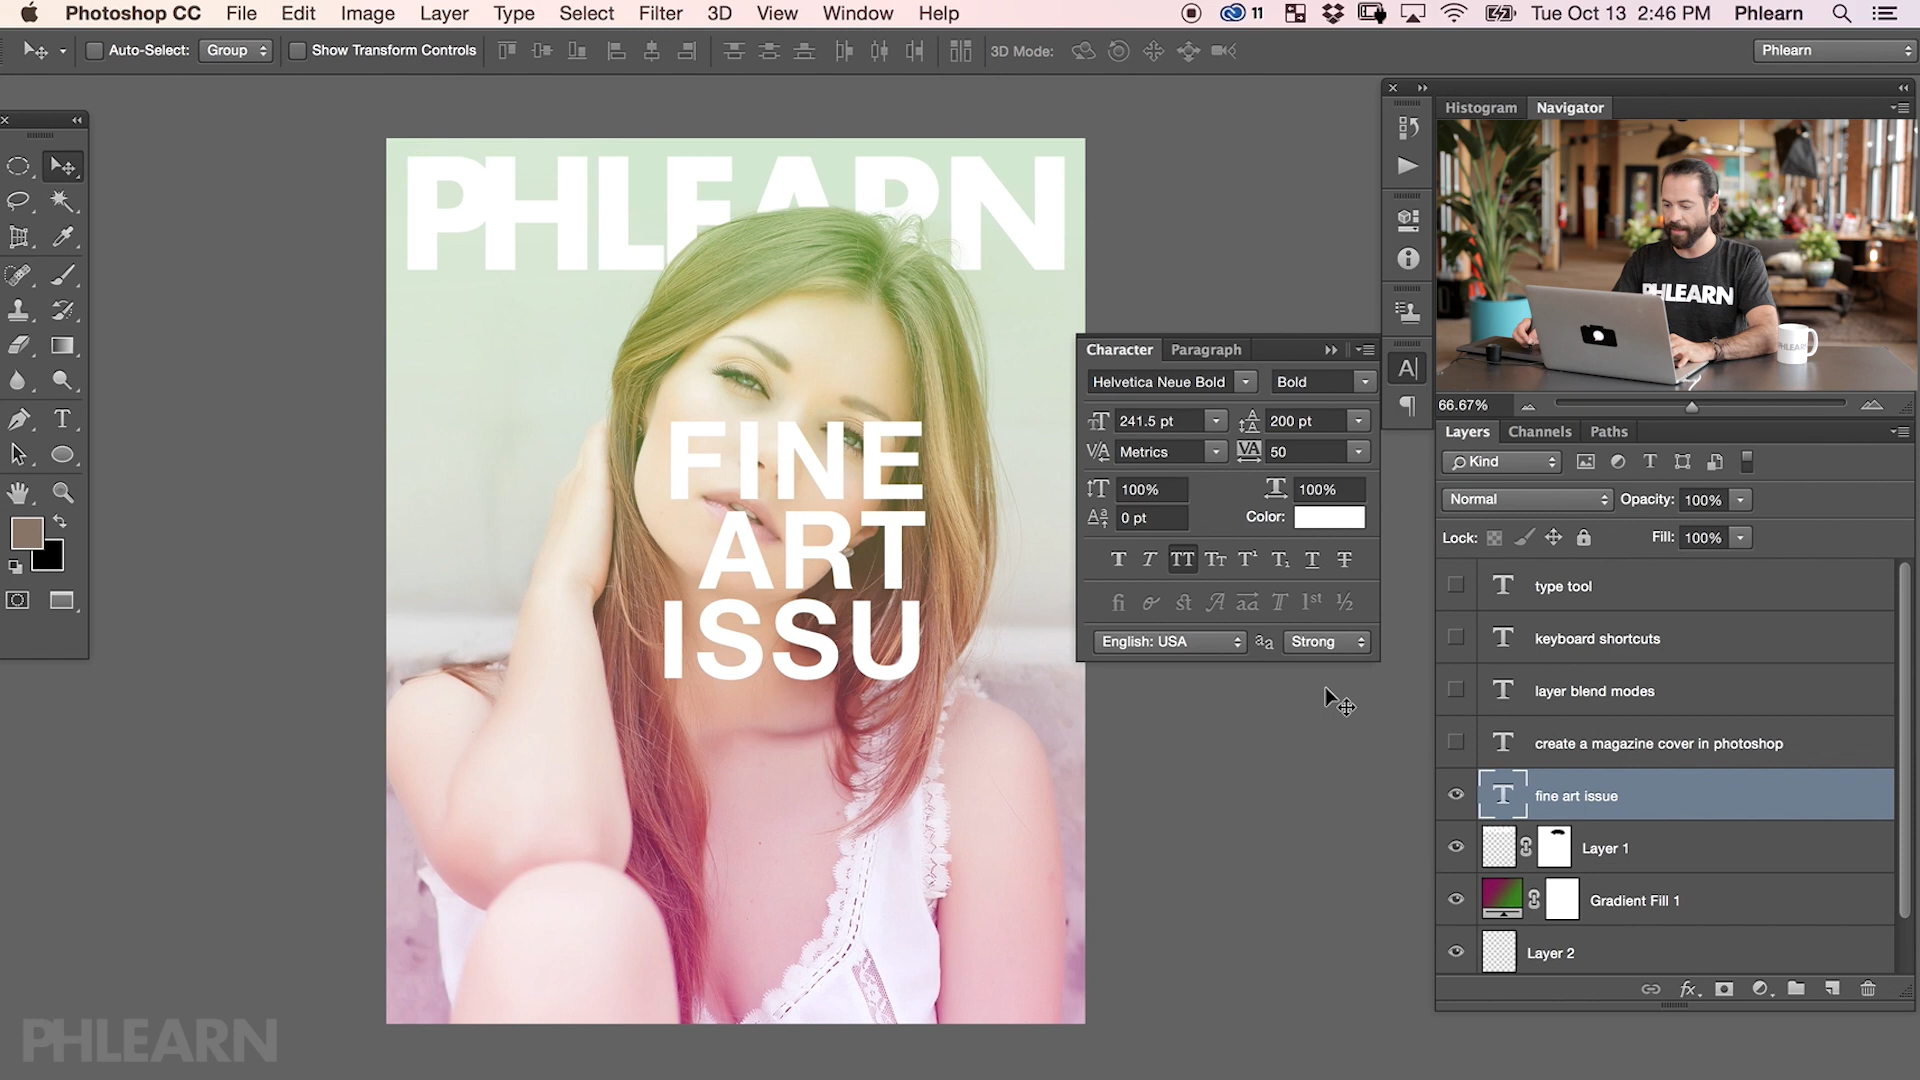 Photoshop CC File Edit Image Layer Type Select Filter 3D View Window Help 11 Tue Oct 13 2:46 PM Phlearn
Auto-Select: Group Show Transform Controls 3D Mode: Phlearn
Histogram Navigator
PHLEARN
PHLEARN
PHLEARN
66.67%
PHLEARN
FINE
ART
ISSU
Character Paragraph
Helvetica Neue Bold Bold
241.5 pt 200 pt
Metrics 50
100% 100%
0 pt Color:
English: USA Strong
Layers Channels Paths
Kind
Normal Opacity: 100%
Lock: Fill: 100%
type tool
keyboard shortcuts
layer blend modes
create a magazine cover in photoshop
fine art issue
Layer 1
Gradient Fill 1
Layer 2
PHLEARN